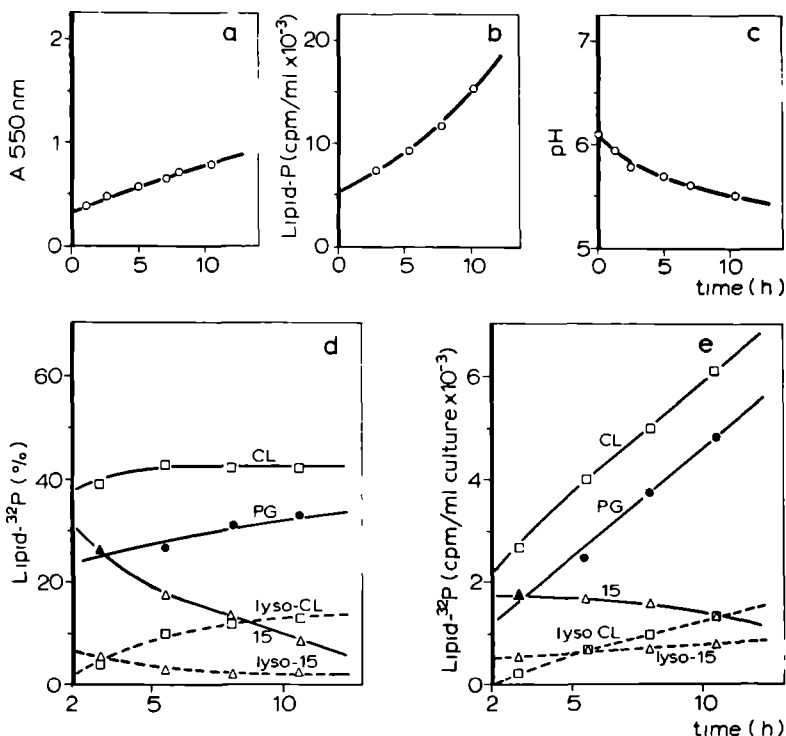 a
A 550nm
2
1
0
0 5 10
b
Lipid-P (cpm/ml x10⁻³)
20
10
0
0 5 10
c
pH
7
6
5
0 5 10
time (h)
d
Lipid-³²P (%)
60
40
20
0
CL
PG
lyso-CL
15
lyso-15
2 5 10
e
Lipid-³²P (cpm/ml culture x10⁻³)
6
4
2
0
CL
PG
15
lyso CL
lyso-15
2 5 10
time (h)